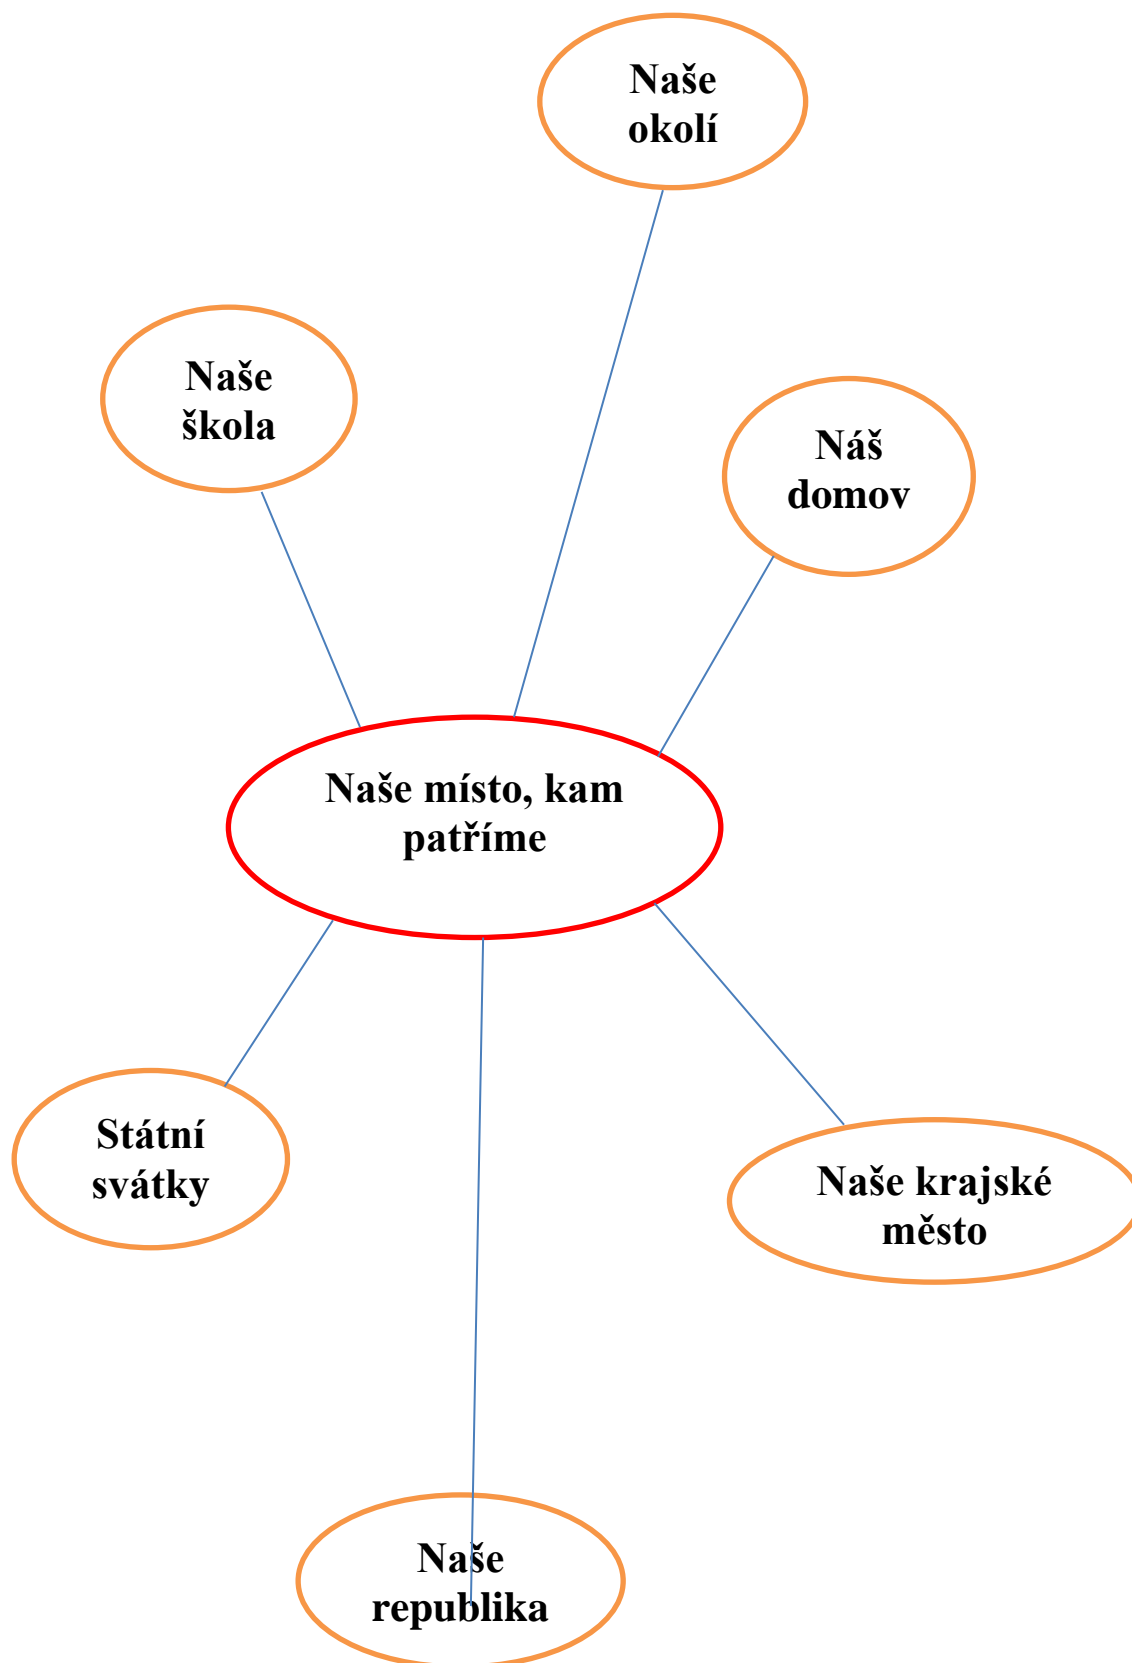 Naše
okolí
Naše
škola
Náš
domov
Naše místo, kam
patříme
Státní
svátky
Naše krajské
město
Naše
republika